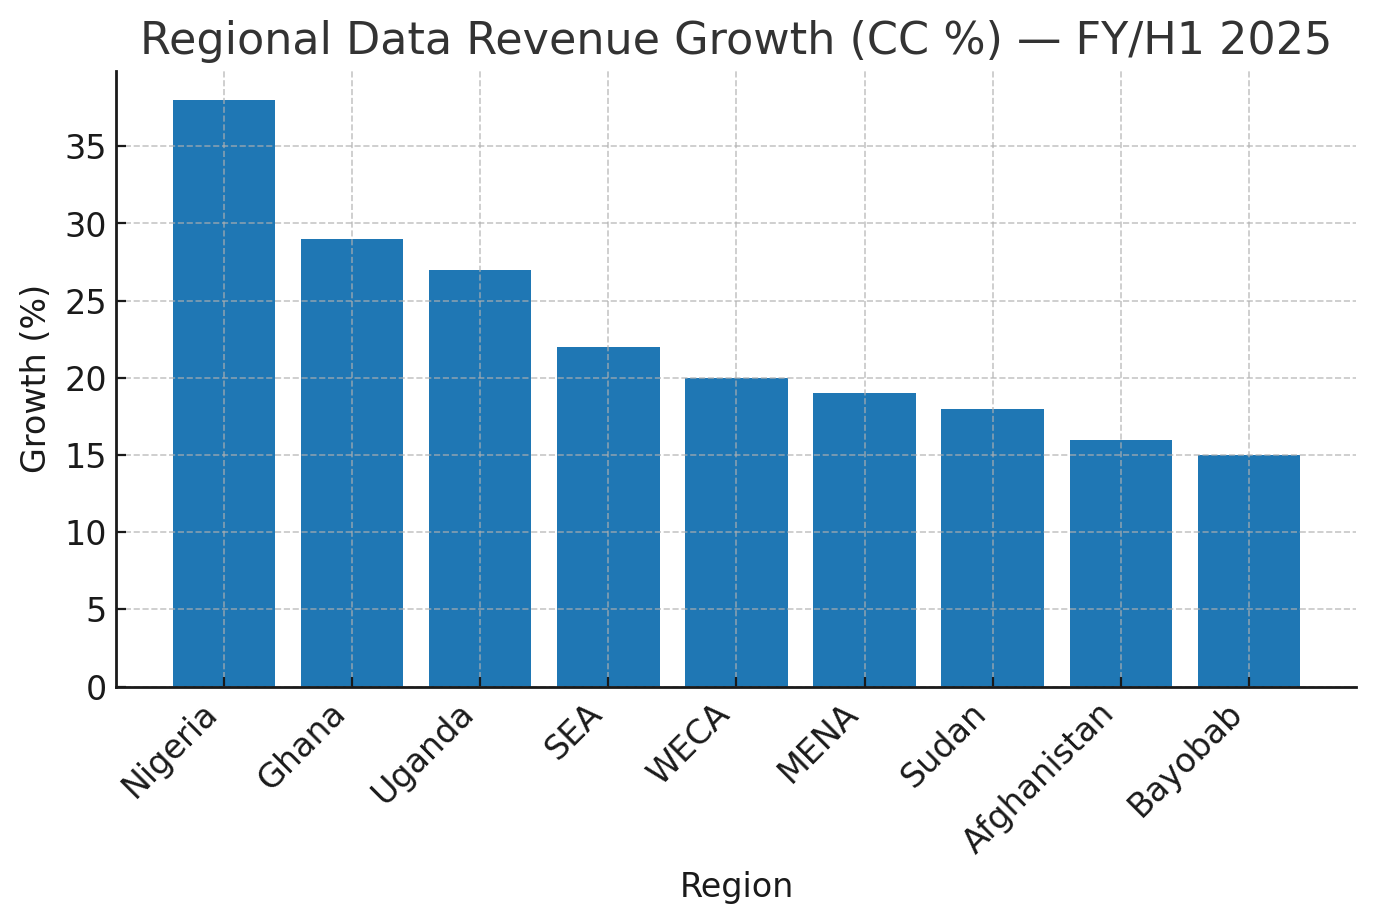 Regional Data Revenue Growth (CC %) — FY/H1 2025
Growth (%)
35
30
25
20
15
10
5
0
Nigeria
Ghana
Uganda
SEA
WECA
MENA
Sudan
Afghanistan
Bayobab
Region